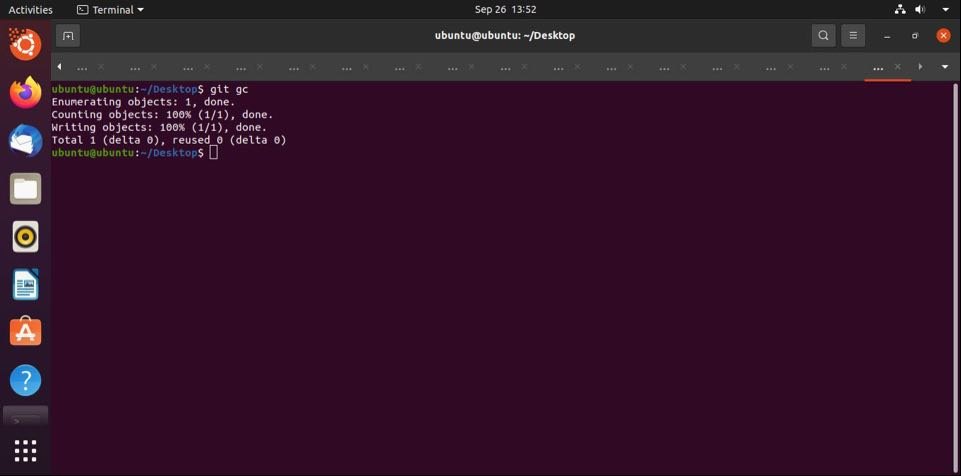 Activities Terminal Sep 26 13:52
ubuntu@ubuntu: ~/Desktop
... ... ... ... ... ... ... ... ... ... ... ... ... ... ... ...
ubuntu@ubuntu:~/Desktop$ git gc
Enumerating objects: 1, done.
Counting objects: 100% (1/1), done.
Writing objects: 100% (1/1), done.
Total 1 (delta 0), reused 0 (delta 0)
ubuntu@ubuntu:~/Desktop$